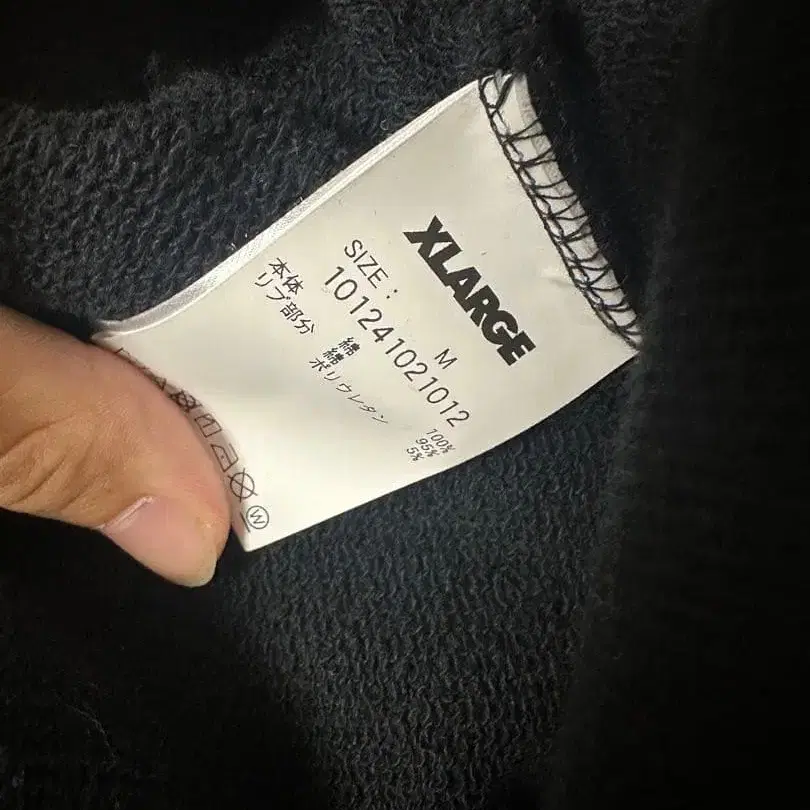 XLARGE
SIZE : M
101241021012
本体 綿 100%
リブ部分 綿 95%
ポリウレタン 5%
W